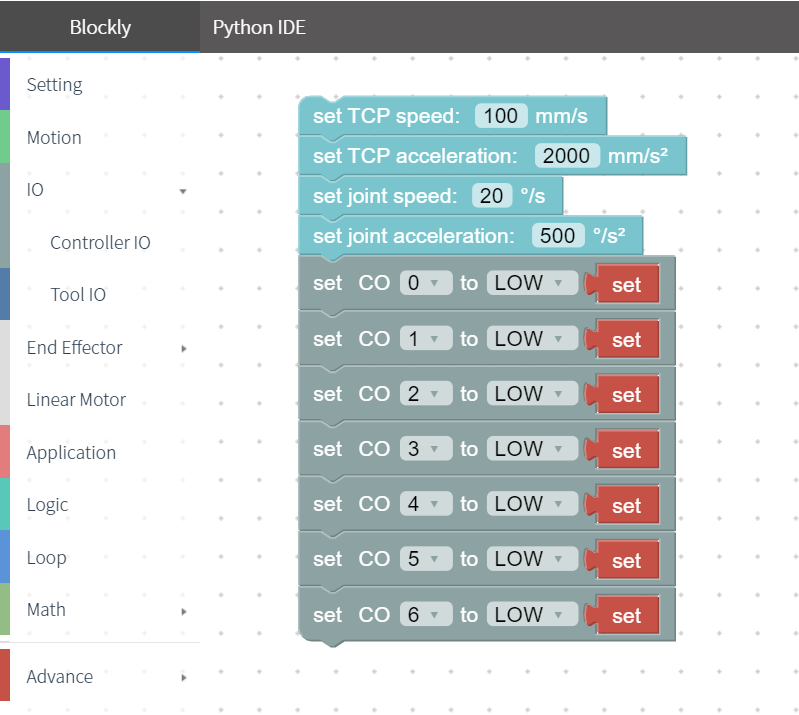 Blockly Python IDE
Setting
Motion
IO
Controller IO
Tool IO
End Effector
Linear Motor
Application
Logic
Loop
Math
Advance
set TCP speed: 100 mm/s
set TCP acceleration: 2000 mm/s²
set joint speed: 20 °/s
set joint acceleration: 500 °/s²
set CO 0 to LOW set
set CO 1 to LOW set
set CO 2 to LOW set
set CO 3 to LOW set
set CO 4 to LOW set
set CO 5 to LOW set
set CO 6 to LOW set